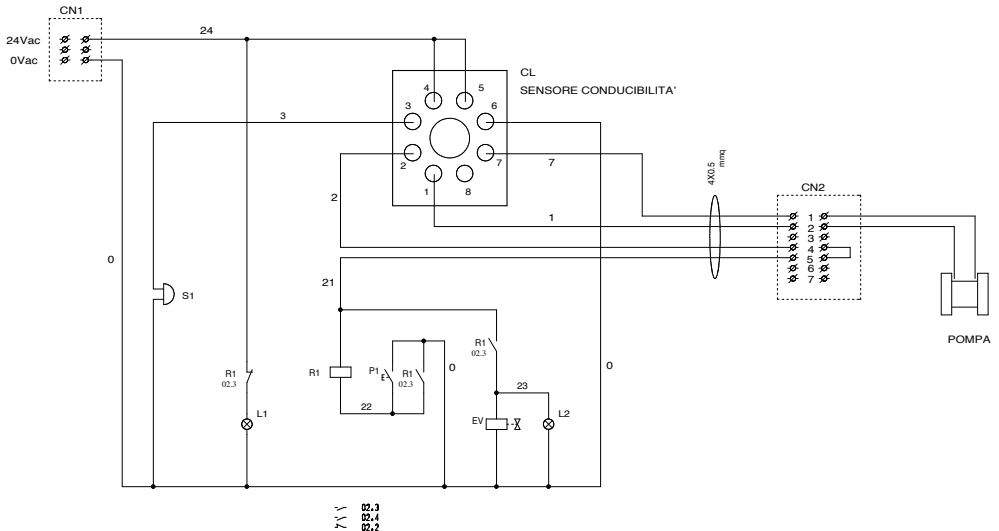 CN1
24Vac
0Vac
24
CL
SENSORE CONDUCIBILITA'
4
5
3
6
2
7
1
8
3
7
2
1
0
4X0.5 mmq
CN2
1
2
3
4
5
6
7
POMPA
21
S1
R1
02.3
L1
R1
P1
E
R1
02.3
0
22
R1
02.3
23
EV
L2
0
02.3
02.4
02.2